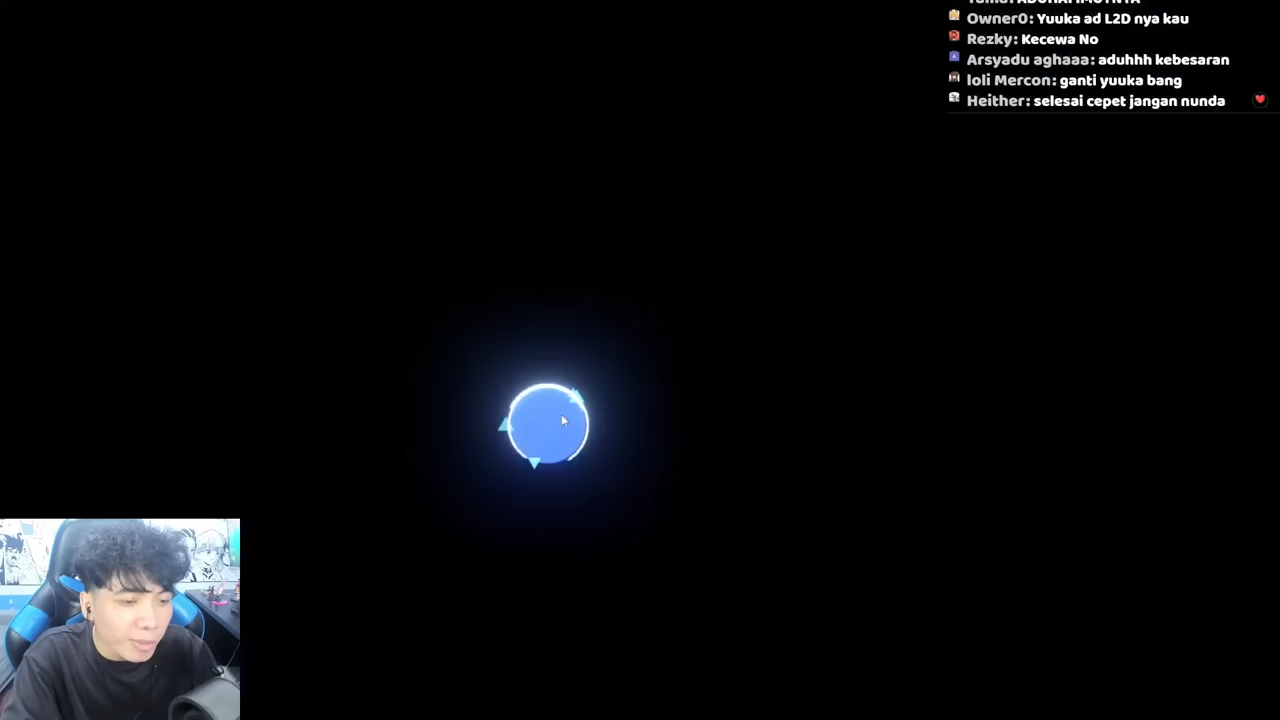 Owner0: Yuuka ad L2D nya kau
Rezky: Kecewa No
Arsyadu aghaaa: aduhhh kebesaran
loli Mercon: ganti yuuka bang
Heither: selesai cepet jangan nunda